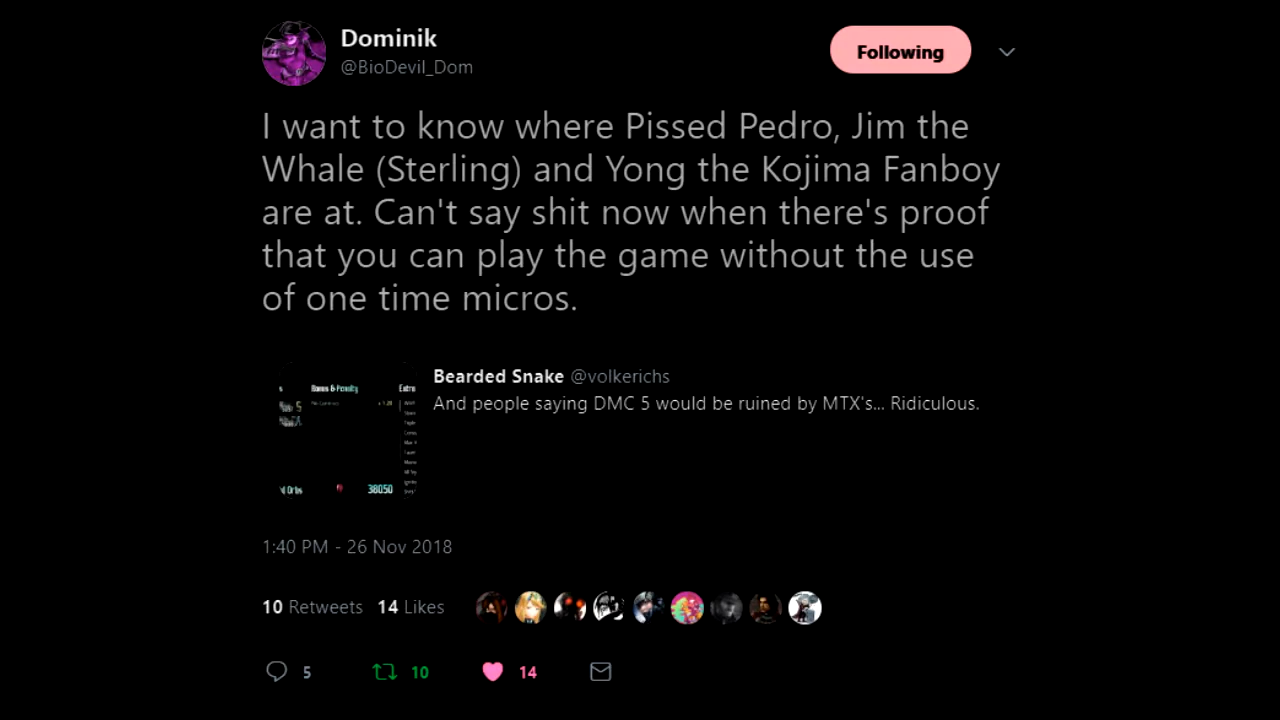 Dominik
@BioDevil_Dom
Following
I want to know where Pissed Pedro, Jim the
Whale (Sterling) and Yong the Kojima Fanboy
are at. Can't say shit now when there's proof
that you can play the game without the use
of one time micros.
Bonus & Penalty
Extra
38050
Bearded Snake @volkerichs
And people saying DMC 5 would be ruined by MTX's... Ridiculous.
1:40 PM - 26 Nov 2018
10 Retweets 14 Likes
5 10 14